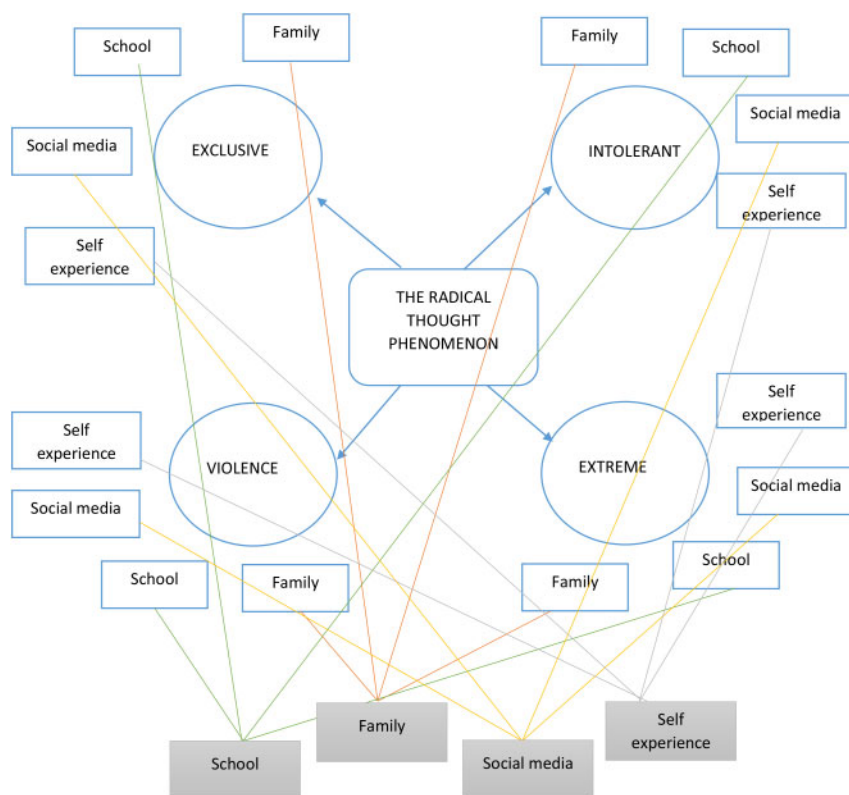 School
Family
Family
School
Social media
EXCLUSIVE
INTOLERANT
Social media
Self
experience
Self
experience
THE RADICAL
THOUGHT
PHENOMENON
Self
experience
VIOLENCE
EXTREME
Self
experience
Social media
Social media
School
Family
Family
School
School
Family
Social media
Self
experience